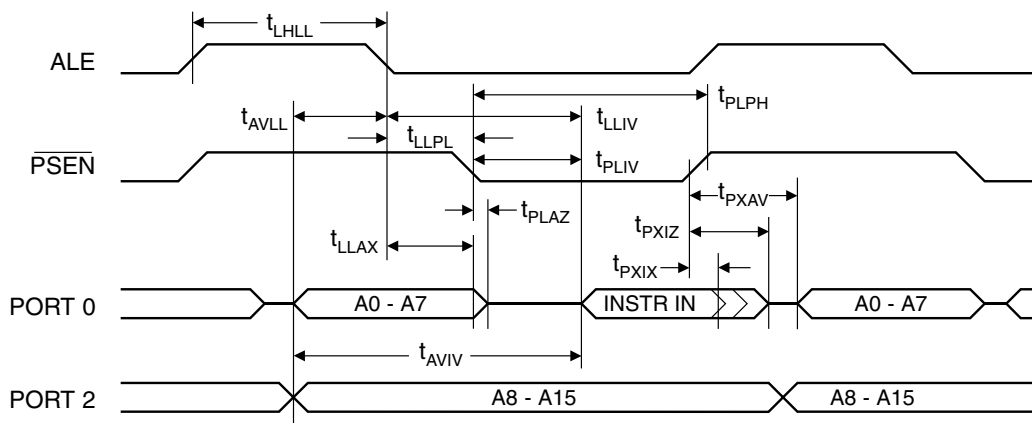 ALE
tLHLL
tPLPH
tAVLL
tLLIV
tLLPL
PSEN
tPLIV
tPXAV
tPLAZ
tLLAX
tPXIZ
tPXIX
PORT 0
A0 - A7
INSTR IN
A0 - A7
tAVIV
PORT 2
A8 - A15
A8 - A15